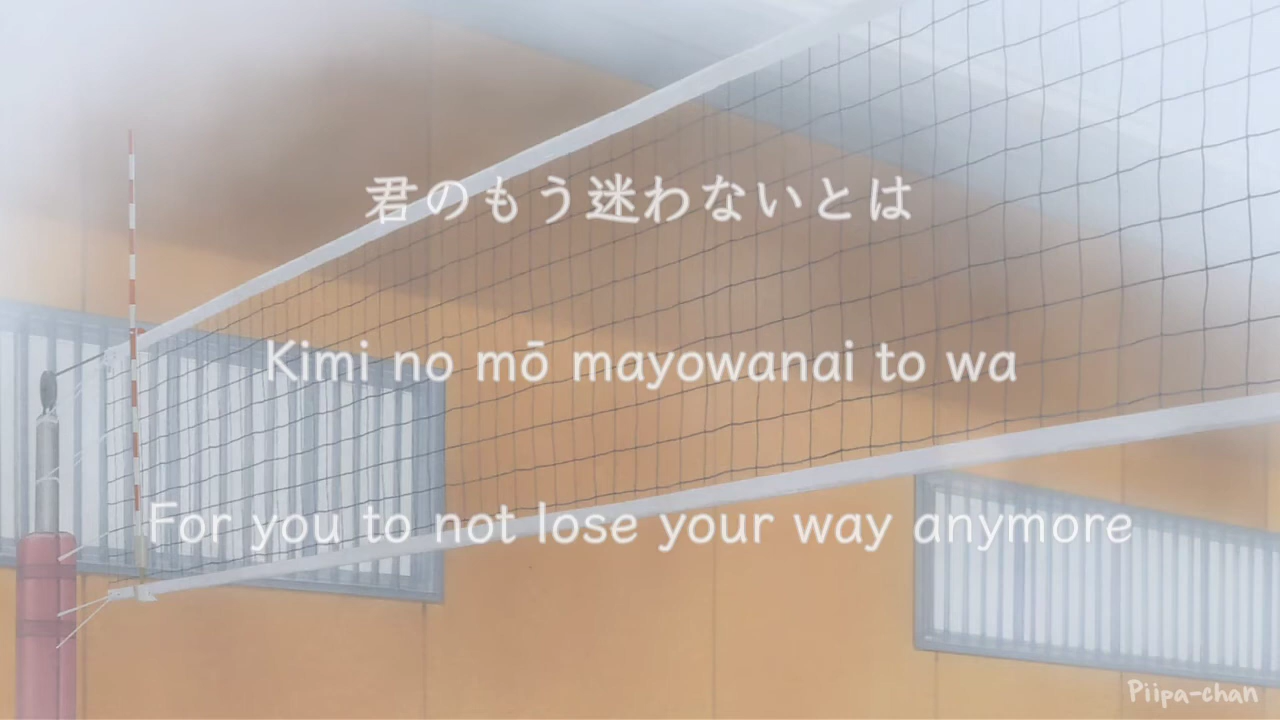 君のもう迷わないとは
Kimi no mō mayowanai to wa
For you to not lose your way anymore
Piipa-chan